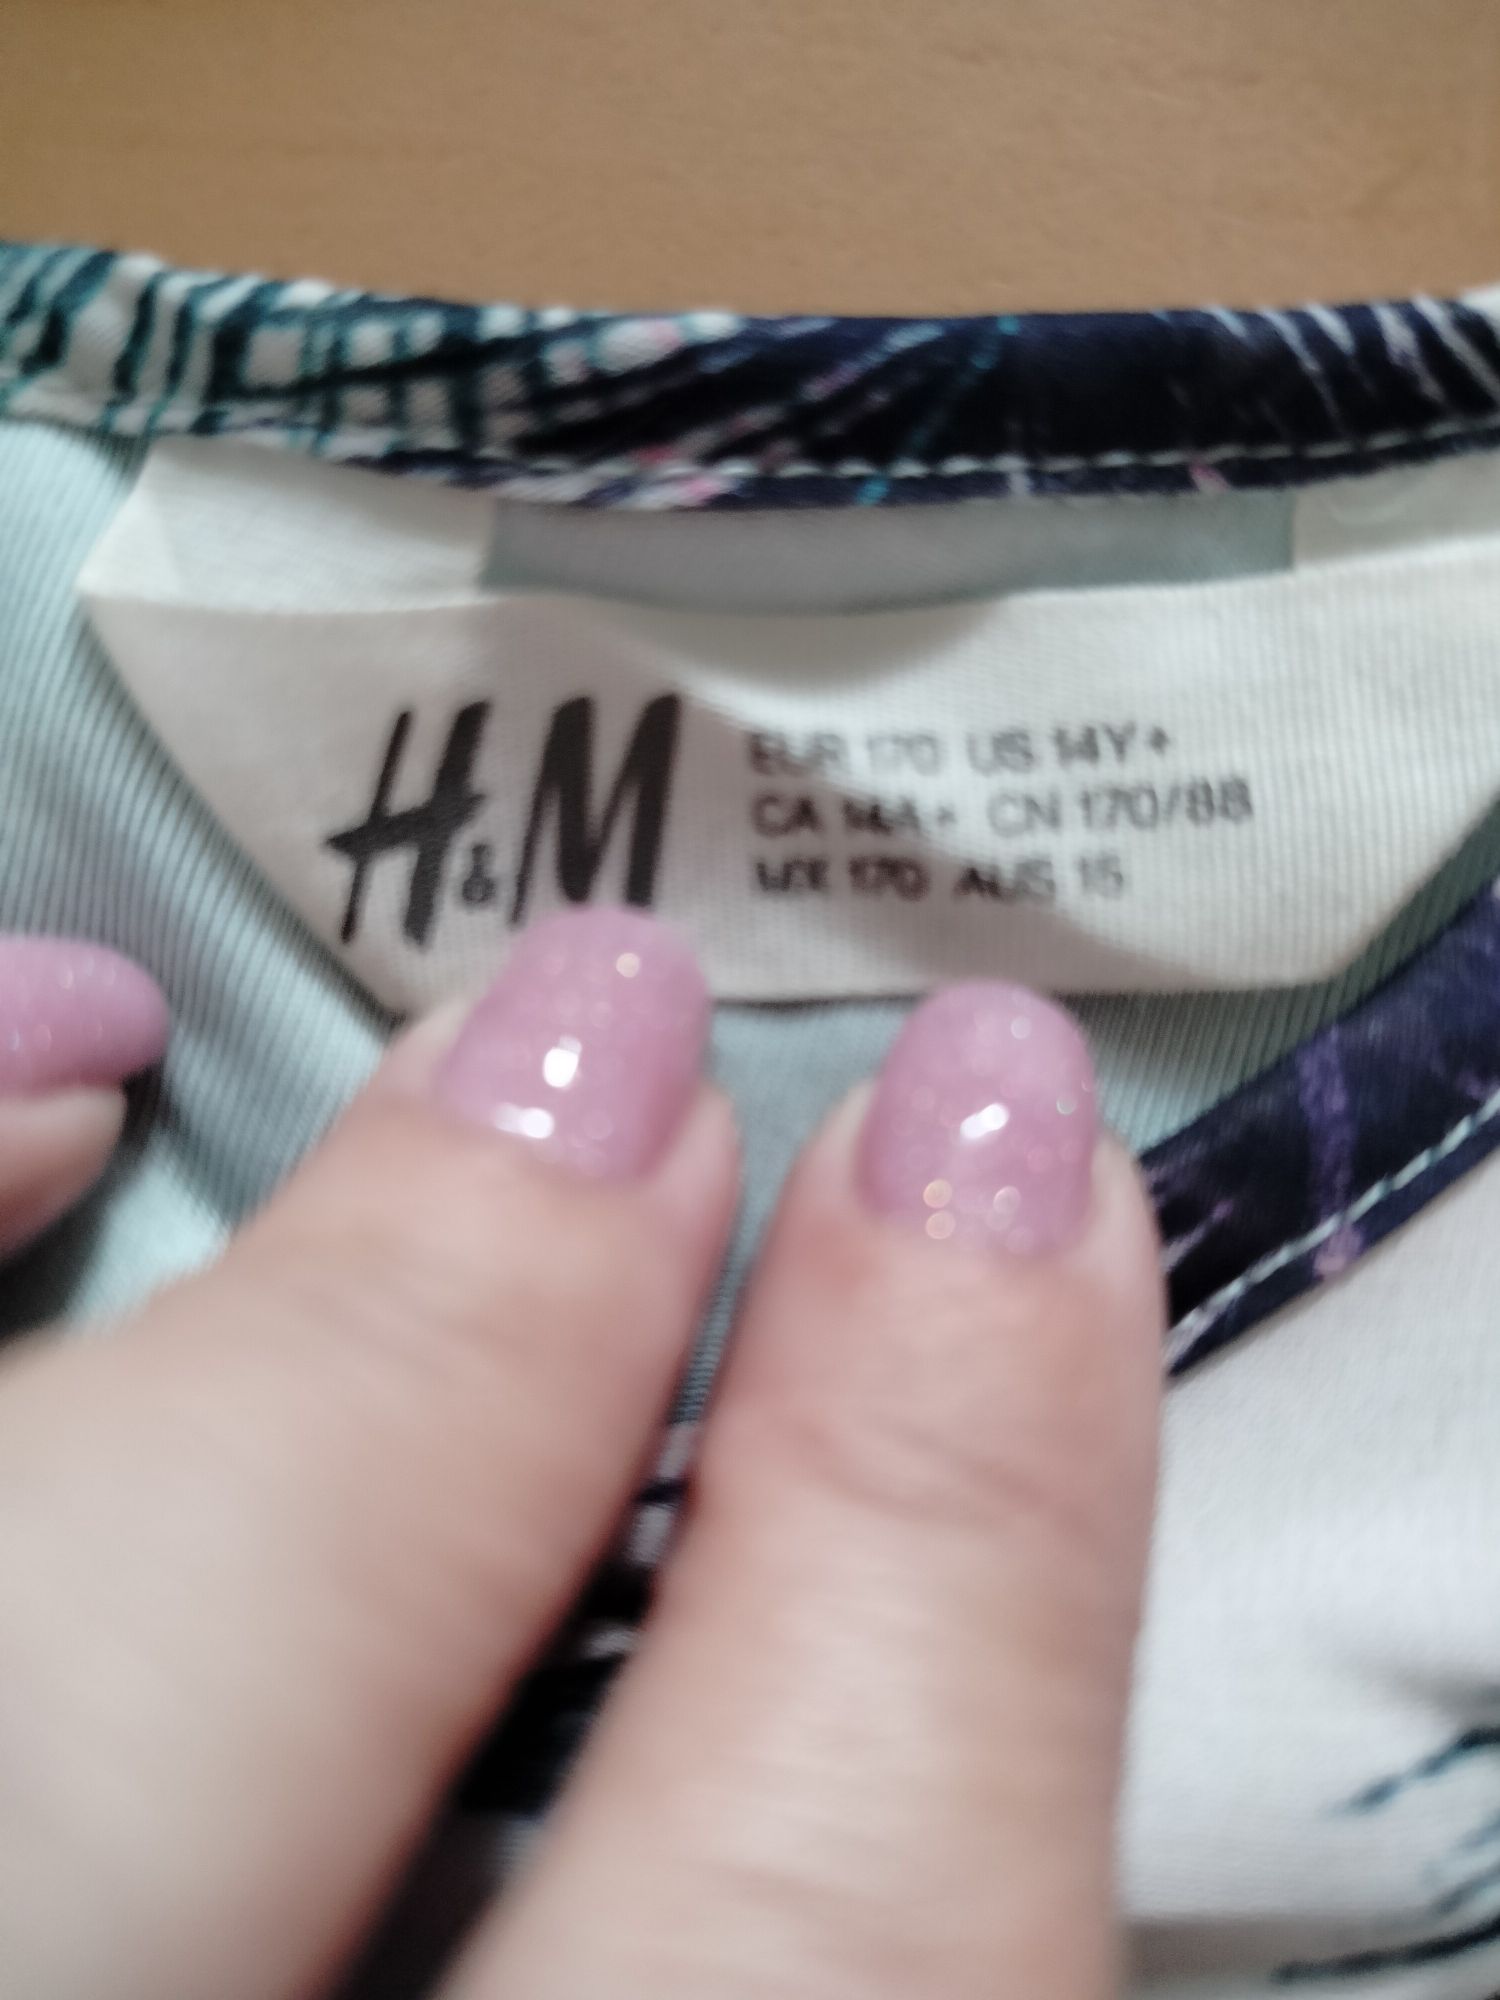 H&M
EUR 170 US 14Y+
CA 14A+ CN 170/88
MX 170 AUS 15